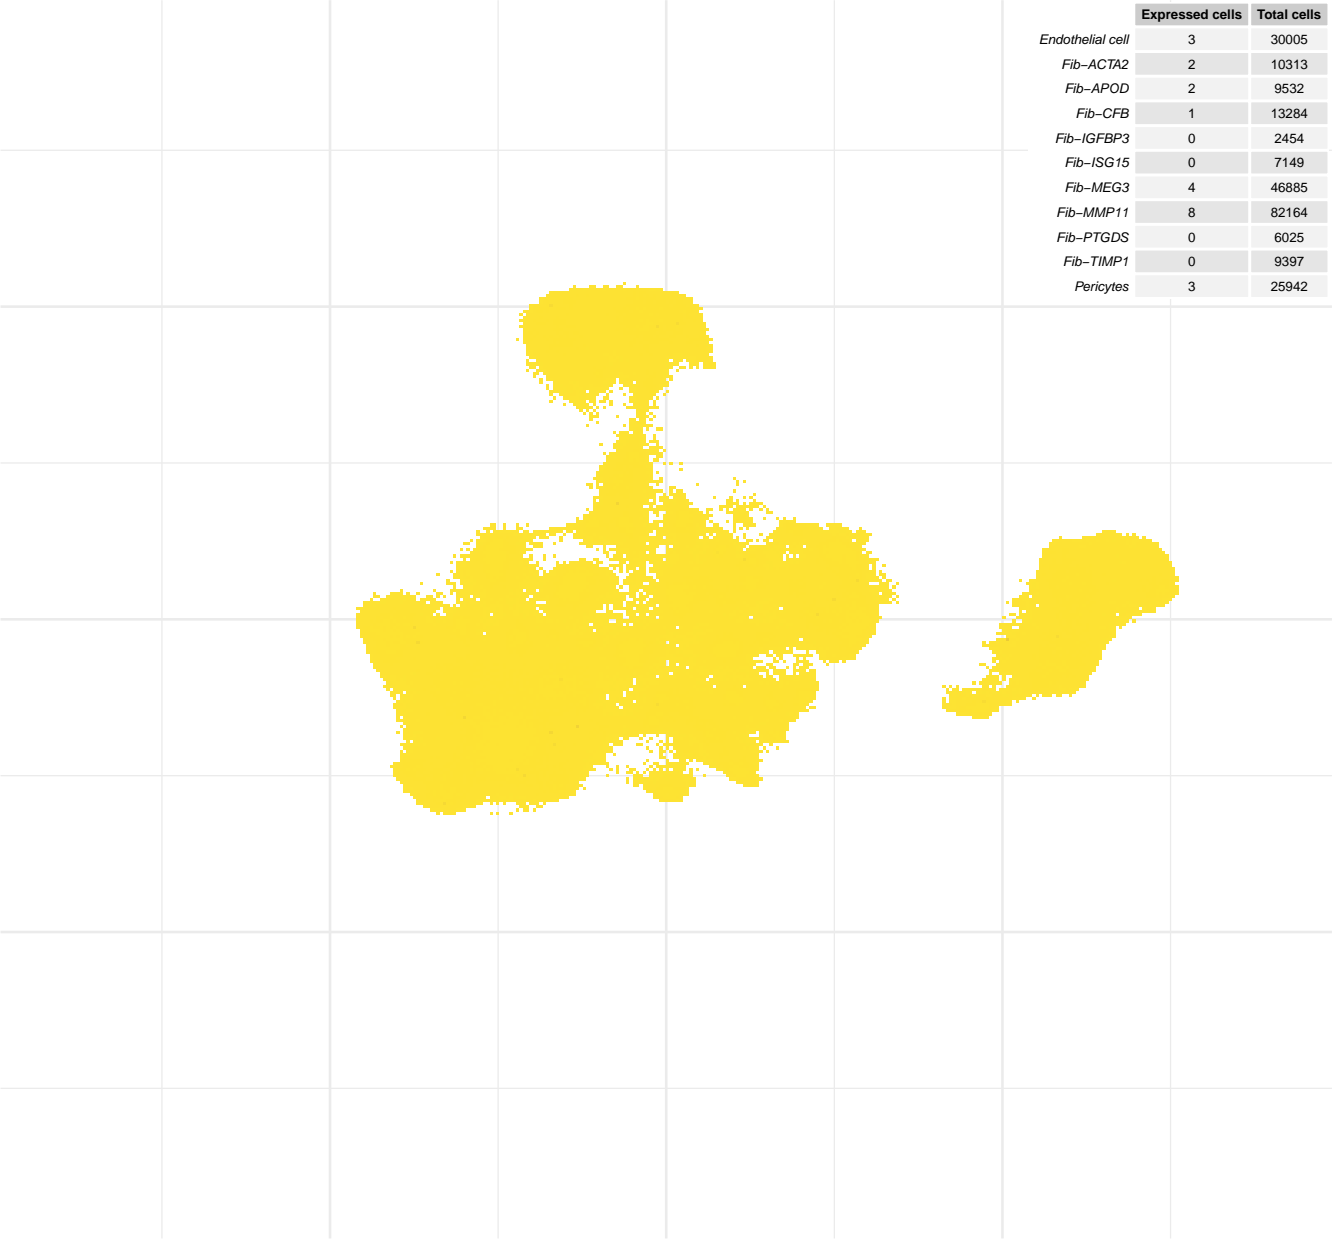 Expressed cells Total cells
Endothelial cell 3 30005
Fib−ACTA2 2 10313
Fib−APOD 2 9532
Fib−CFB 1 13284
Fib−IGFBP3 0 2454
Fib−ISG15 0 7149
Fib−MEG3 4 46885
Fib−MMP11 8 82164
Fib−PTGDS 0 6025
Fib−TIMP1 0 9397
Pericytes 3 25942